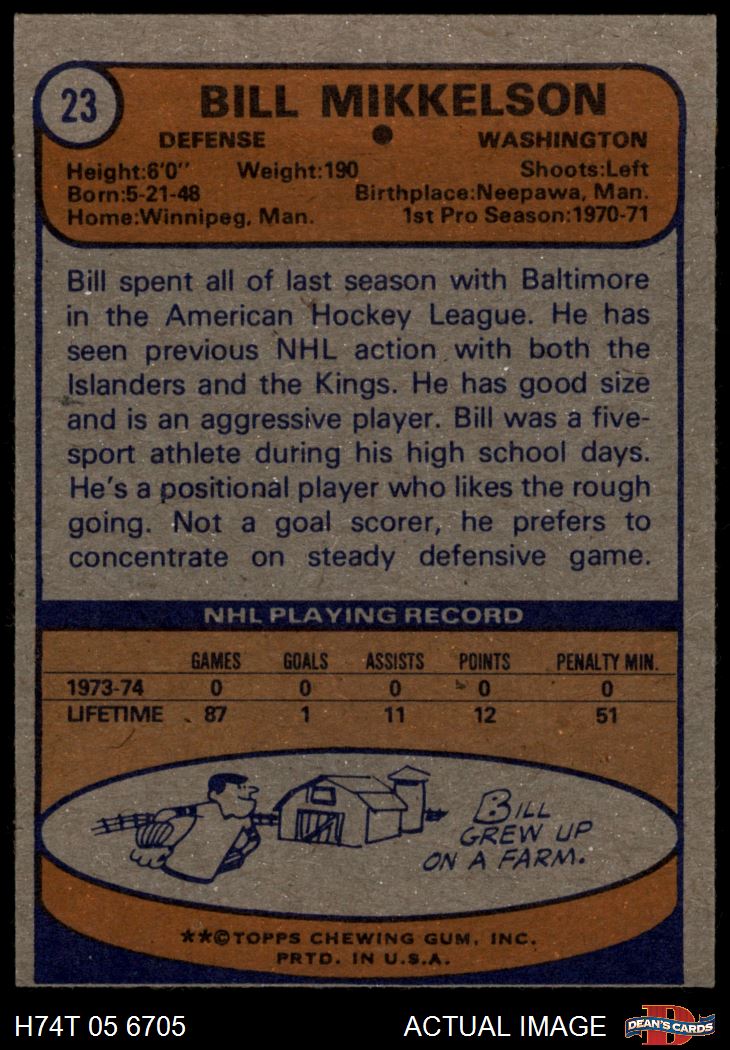 23
BILL MIKKELSON
DEFENSE ● WASHINGTON
Height:6'0" Weight:190 Shoots:Left
Born:5-21-48 Birthplace:Neepawa, Man.
Home:Winnipeg, Man. 1st Pro Season:1970-71
Bill spent all of last season with Baltimore
in the American Hockey League. He has
seen previous NHL action with both the
Islanders and the Kings. He has good size
and is an aggressive player. Bill was a five-
sport athlete during his high school days.
He's a positional player who likes the rough
going. Not a goal scorer, he prefers to
concentrate on steady defensive game.
NHL PLAYING RECORD
GAMES GOALS ASSISTS POINTS PENALTY MIN.
1973-74 0 0 0 0 0
LIFETIME 87 1 11 12 51
BILL
GREW UP
ON A FARM.
**©TOPPS CHEWING GUM, INC.
PRTD. IN U.S.A.
H74T 05 6705 ACTUAL IMAGE D DEAN'S CARDS